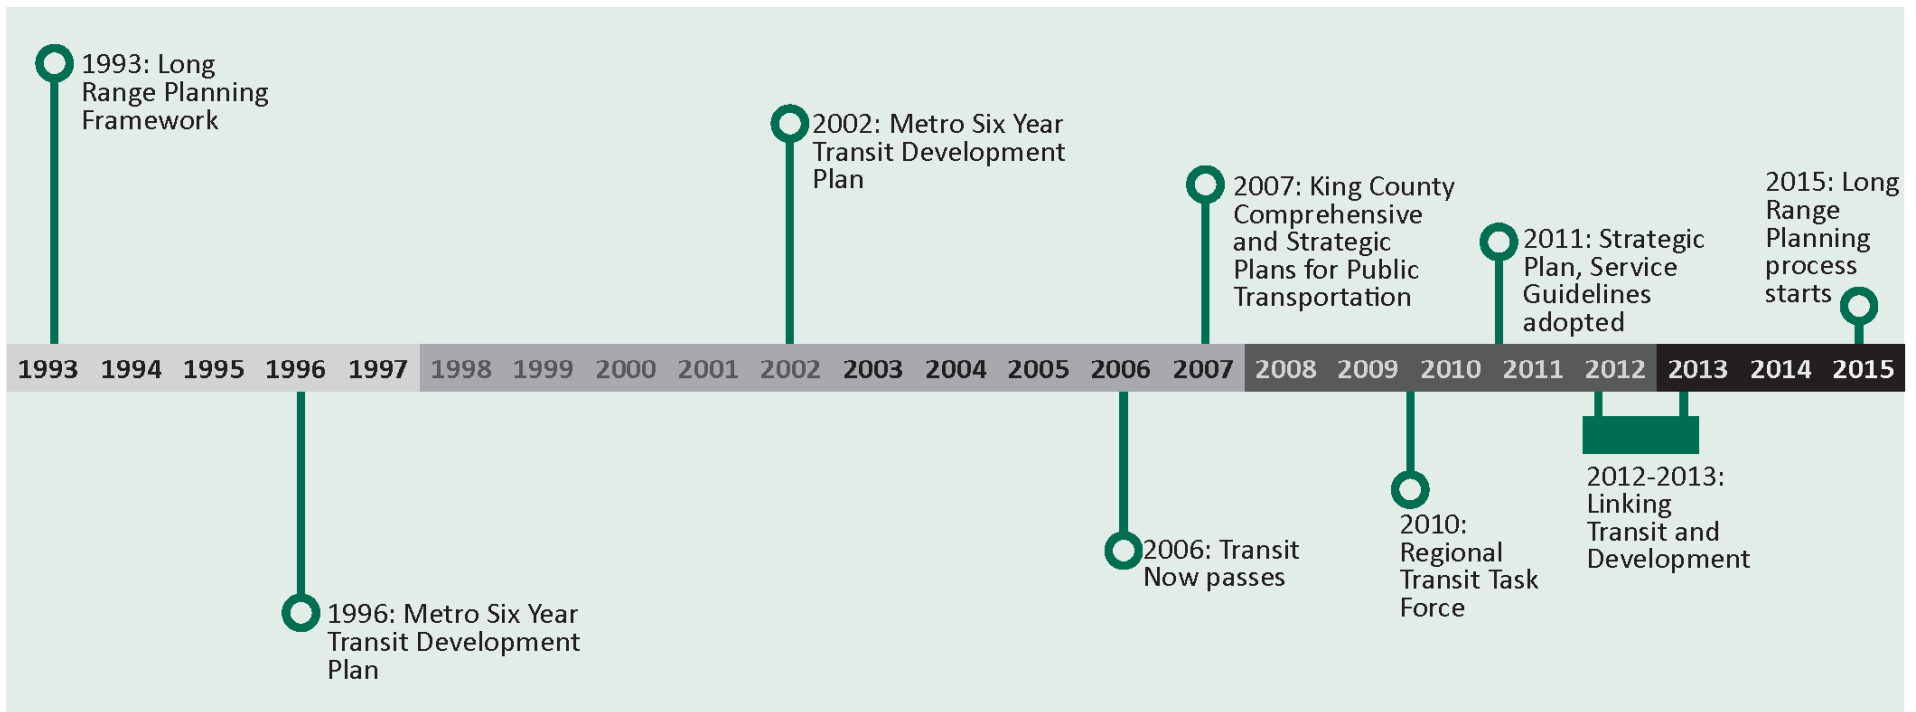 1993: Long
Range Planning
Framework
2002: Metro Six Year
Transit Development
Plan
2007: King County
Comprehensive
and Strategic
Plans for Public
Transportation
2011: Strategic
Plan, Service
Guidelines
adopted
2015: Long
Range
Planning
process
starts
1993 1994 1995 1996 1997 1998 1999 2000 2001 2002 2003 2004 2005 2006 2007 2008 2009 2010 2011 2012 2013 2014 2015
1996: Metro Six Year
Transit Development
Plan
2006: Transit
Now passes
2010:
Regional
Transit Task
Force
2012-2013:
Linking
Transit and
Development